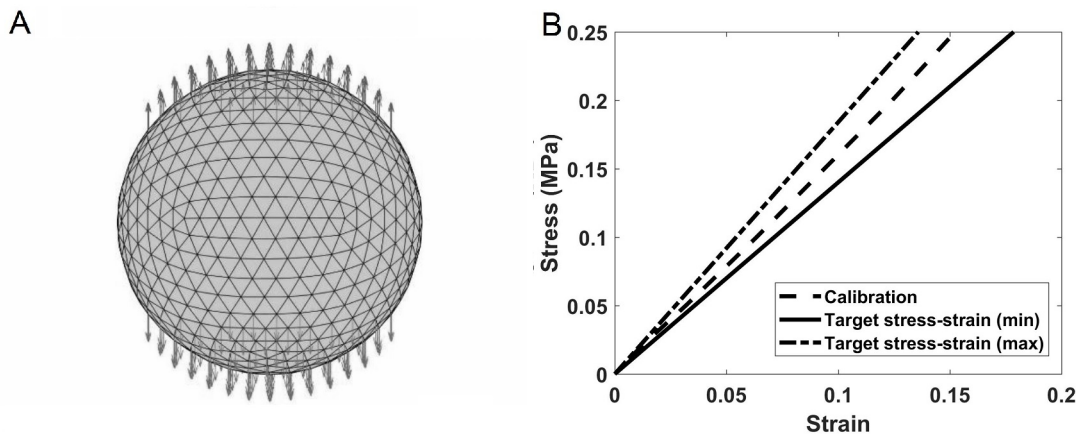 A
B
0.25
0.2
0.15
0.1
0.05
0
Stress (MPa)
Calibration
Target stress-strain (min)
Target stress-strain (max)
0
0.05
0.1
0.15
0.2
Strain